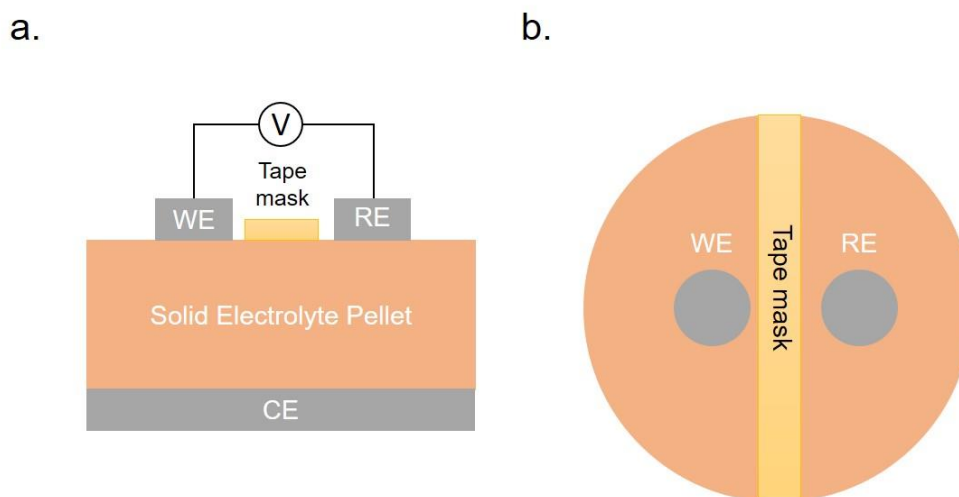 a.
V
Tape
mask
WE
RE
Solid Electrolyte Pellet
CE
b.
WE
RE
Tape mask